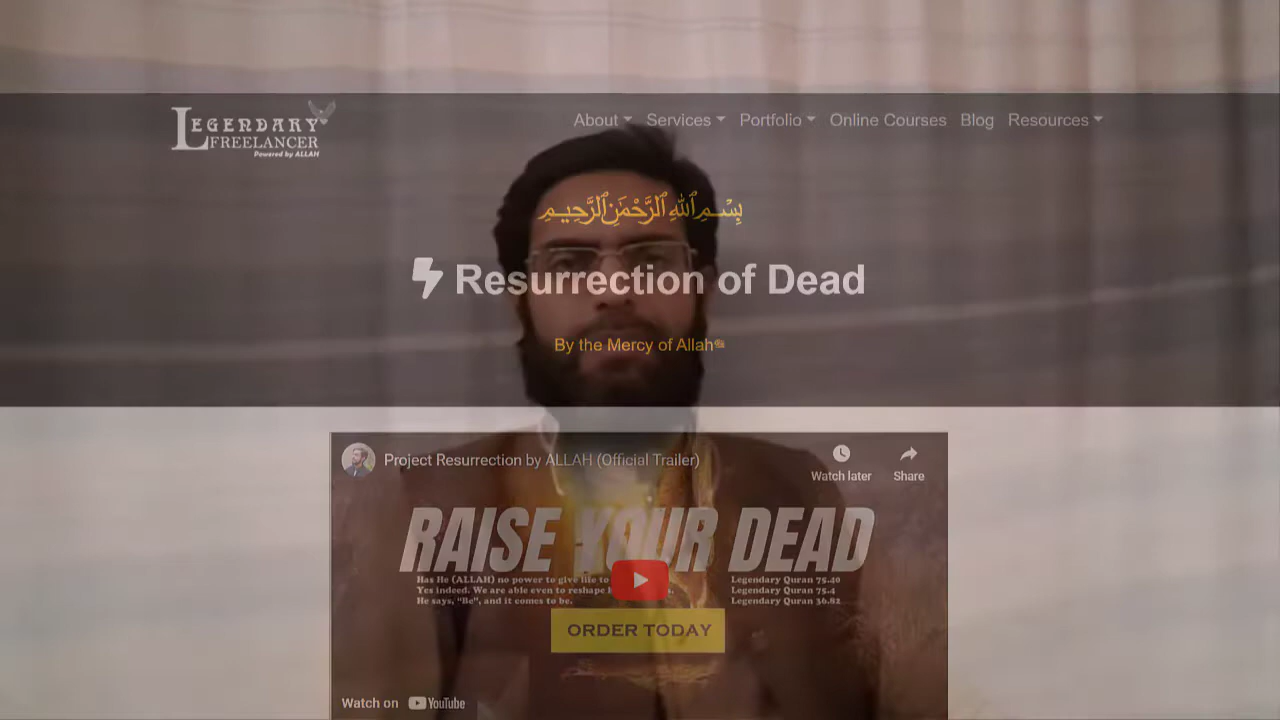 LEGENDARY
FREELANCER
Powered by ALLAH
About Services Portfolio Online Courses Blog Resources
بِسْمِ ٱللَّهِ ٱلرَّحْمَٰنِ ٱلرَّحِيمِ
Resurrection of Dead
By the Mercy of Allahﷻ
Project Resurrection by ALLAH (Official Trailer)
Watch later
Share
RAISE YOUR DEAD
Has He (ALLAH) no power to give life to
Legendary Quran 75.40
Yes indeed. We are able even to reshape
Legendary Quran 75.4
He says, “Be”, and it comes to be.
Legendary Quran 36.82
ORDER TODAY
Watch on YouTube